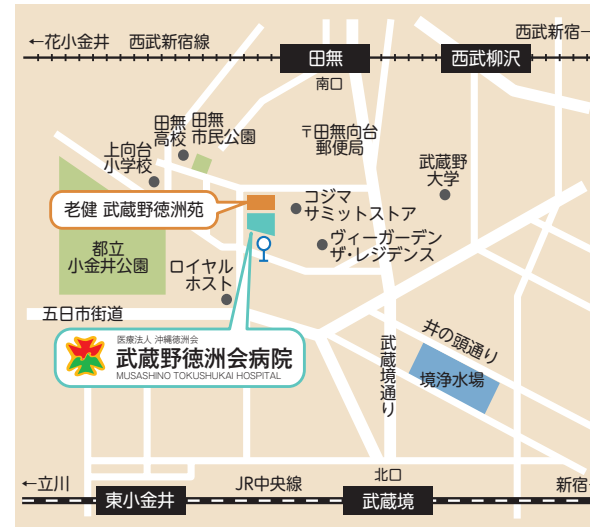 西武新宿→
←花小金井
西武新宿線
田無
西武柳沢
南口
田無
高校
田無
市民公園
〒田無向台
郵便局
上向台
小学校
武蔵野
大学
老健 武蔵野徳洲苑
コジマ
サミットストア
都立
小金井公園
ヴィーガーデン
ザ・レジデンス
ロイヤル
ホスト
五日市街道
医療法人 沖縄徳洲会
武蔵野徳洲会病院
MUSASHINO TOKUSHUKAI HOSPITAL
武蔵境通り
井の頭通り
境浄水場
←立川
JR中央線
北口
新宿→
東小金井
武蔵境